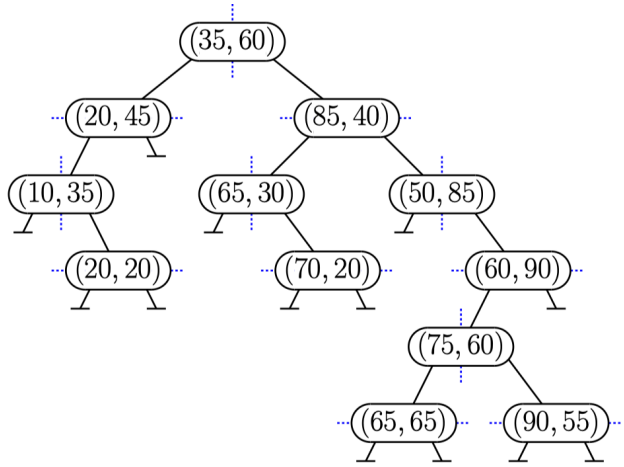 (35, 60)
(20, 45) (85, 40)
(10, 35) (65, 30) (50, 85)
(20, 20) (70, 20) (60, 90)
(75, 60)
(65, 65) (90, 55)